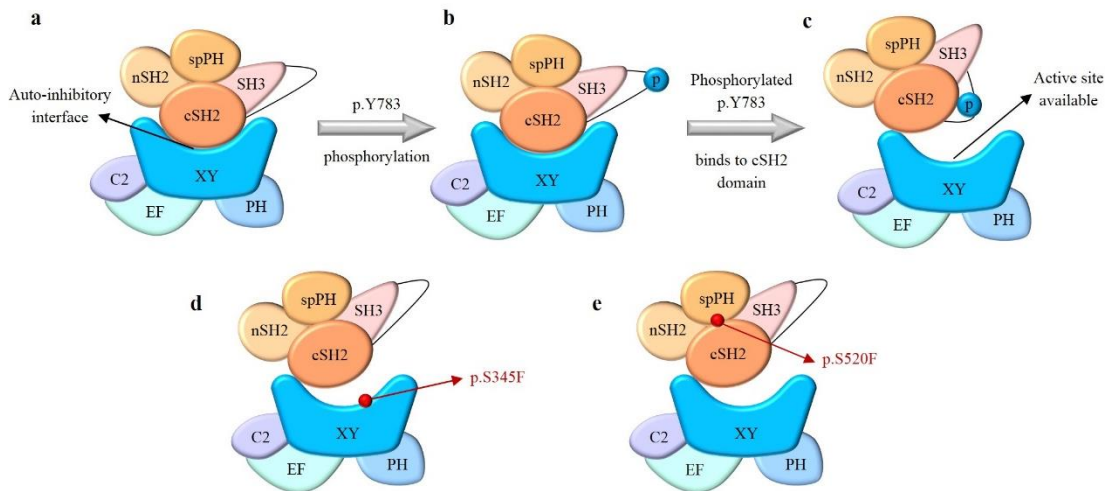 a
spPH
nSH2
SH3
Auto-inhibitory
interface
cSH2
C2
XY
EF
PH
p.Y783
phosphorylation
b
spPH
nSH2
SH3
p
cSH2
C2
XY
EF
PH
Phosphorylated
p.Y783
binds to cSH2
domain
c
spPH
nSH2
SH3
cSH2
p
Active site
available
C2
XY
EF
PH
d
spPH
nSH2
SH3
cSH2
p.S345F
C2
XY
EF
PH
e
spPH
nSH2
SH3
cSH2
p.S520F
C2
XY
EF
PH